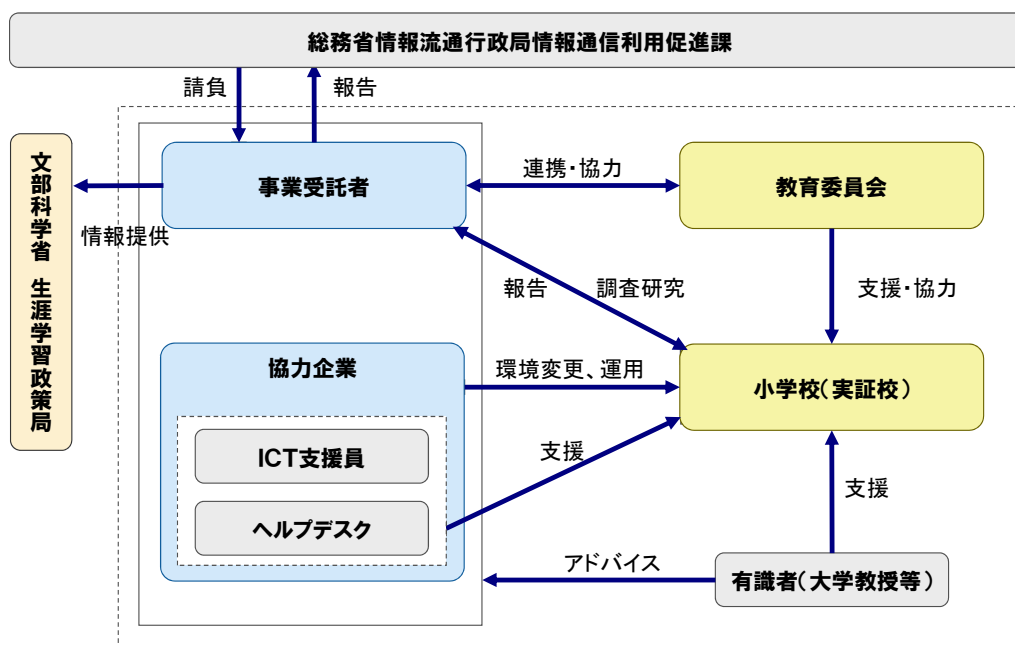 総務省情報流通行政局情報通信利用促進課
請負
報告
文部科学省 生涯学習政策局
事業受託者
連携・協力
教育委員会
情報提供
報告
調査研究
支援・協力
協力企業
環境変更、運用
小学校(実証校)
ICT支援員
支援
ヘルプデスク
支援
アドバイス
有識者(大学教授等)